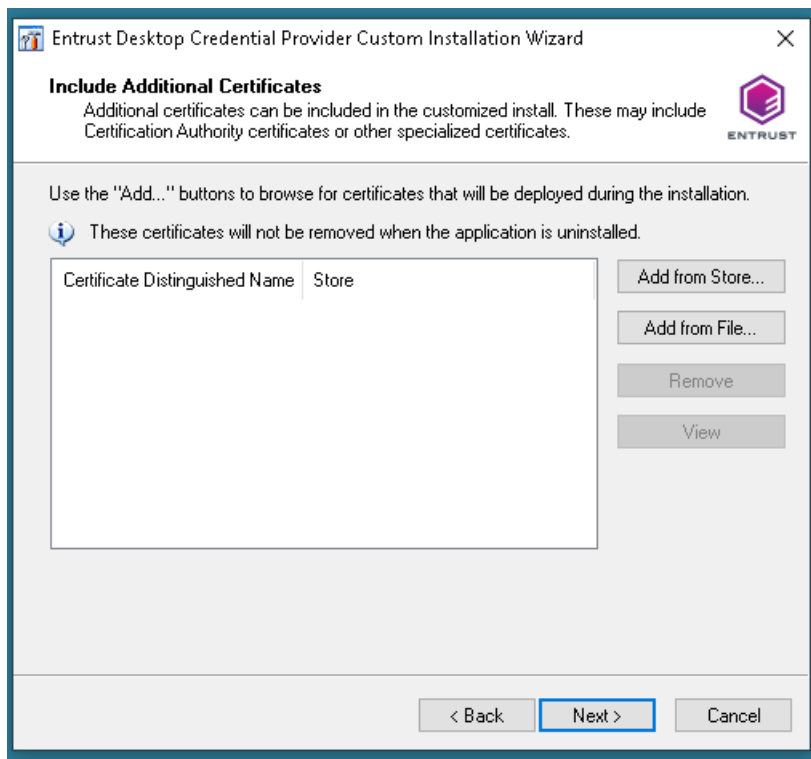 Entrust Desktop Credential Provider Custom Installation Wizard
Include Additional Certificates
Additional certificates can be included in the customized install. These may include
Certification Authority certificates or other specialized certificates.
ENTRUST
Use the "Add..." buttons to browse for certificates that will be deployed during the installation.
These certificates will not be removed when the application is uninstalled.
Certificate Distinguished Name Store
Add from Store...
Add from File...
Remove
View
< Back Next > Cancel